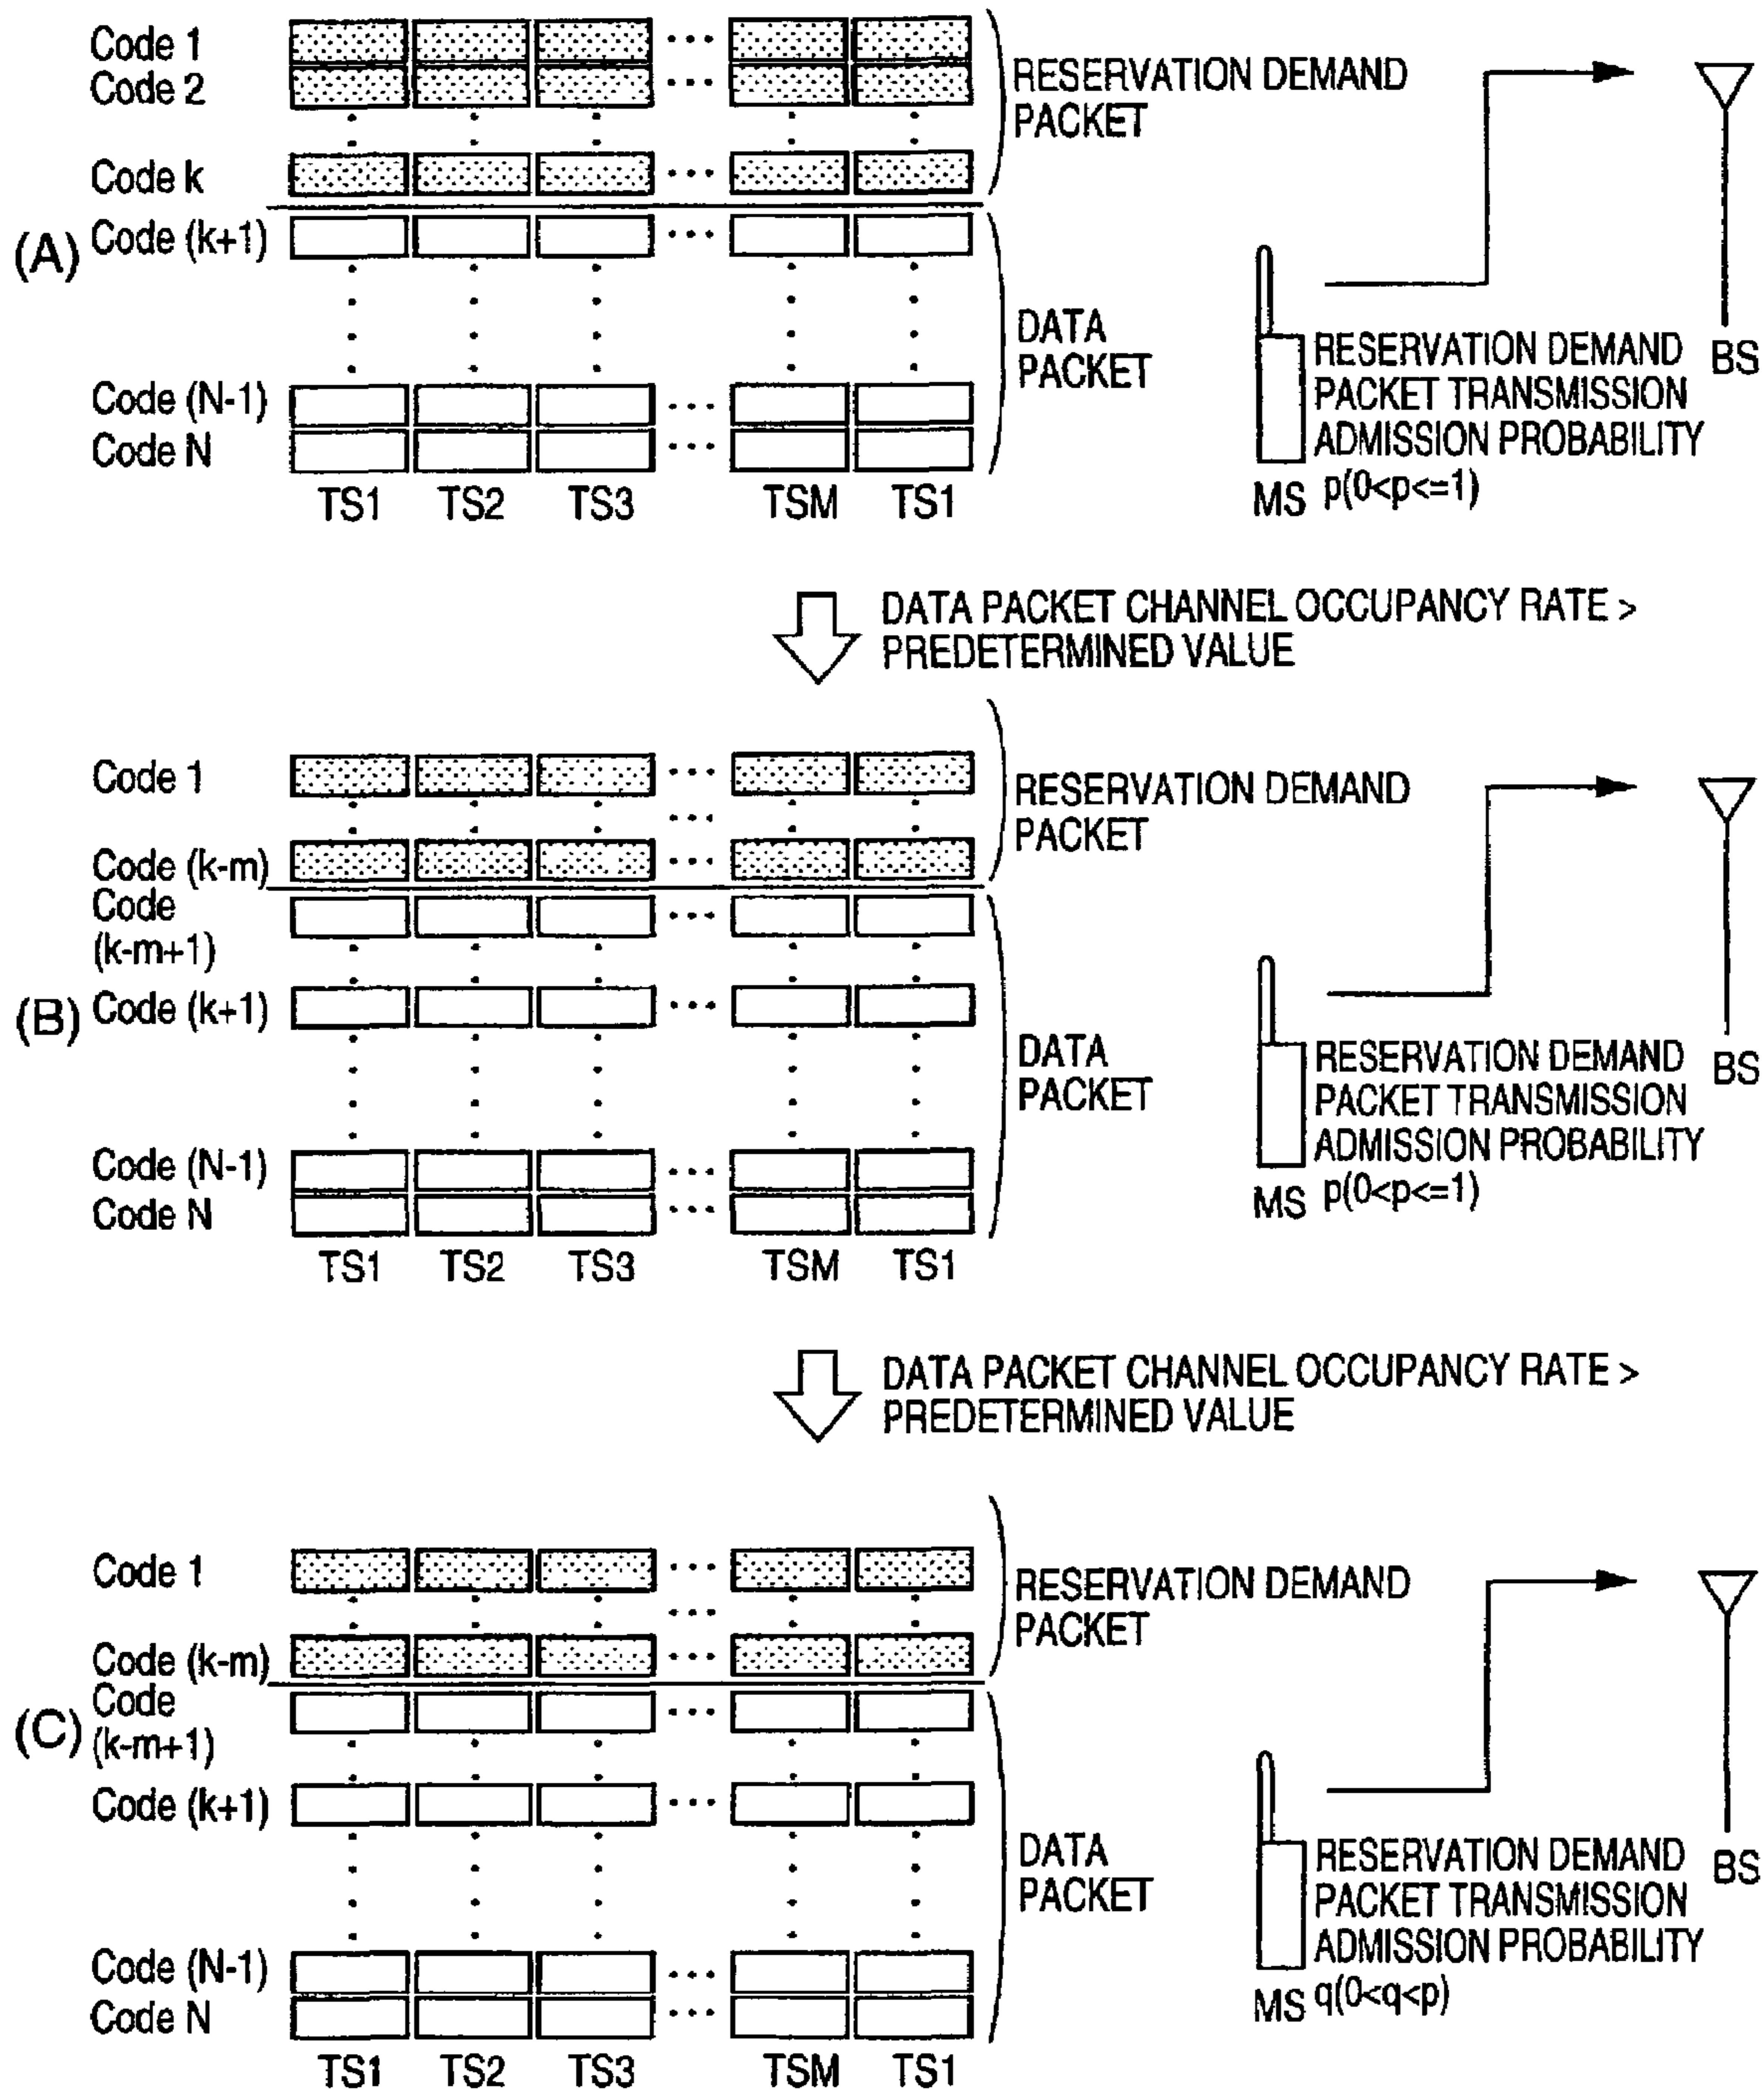 Code 1
Code 2
Code k
(A) Code (k+1)
Code (N-1)
Code N
TS1 TS2 TS3 ... TSM TS1
RESERVATION DEMAND
PACKET
DATA
PACKET
RESERVATION DEMAND
PACKET TRANSMISSION
ADMISSION PROBABILITY
MS p(0<p<=1)
BS
DATA PACKET CHANNEL OCCUPANCY RATE >
PREDETERMINED VALUE
Code 1
Code (k-m)
Code
(k-m+1)
(B) Code (k+1)
Code (N-1)
Code N
TS1 TS2 TS3 TSM TS1
RESERVATION DEMAND
PACKET
DATA
PACKET
RESERVATION DEMAND
PACKET TRANSMISSION
ADMISSION PROBABILITY
MS p(0<p<=1)
BS
DATA PACKET CHANNEL OCCUPANCY RATE >
PREDETERMINED VALUE
Code 1
Code (k-m)
Code
(C) (k-m+1)
Code (k+1)
Code (N-1)
Code N
TS1 TS2 TS3 TSM TS1
RESERVATION DEMAND
PACKET
DATA
PACKET
RESERVATION DEMAND
PACKET TRANSMISSION
ADMISSION PROBABILITY
MS q(0<q<p)
BS